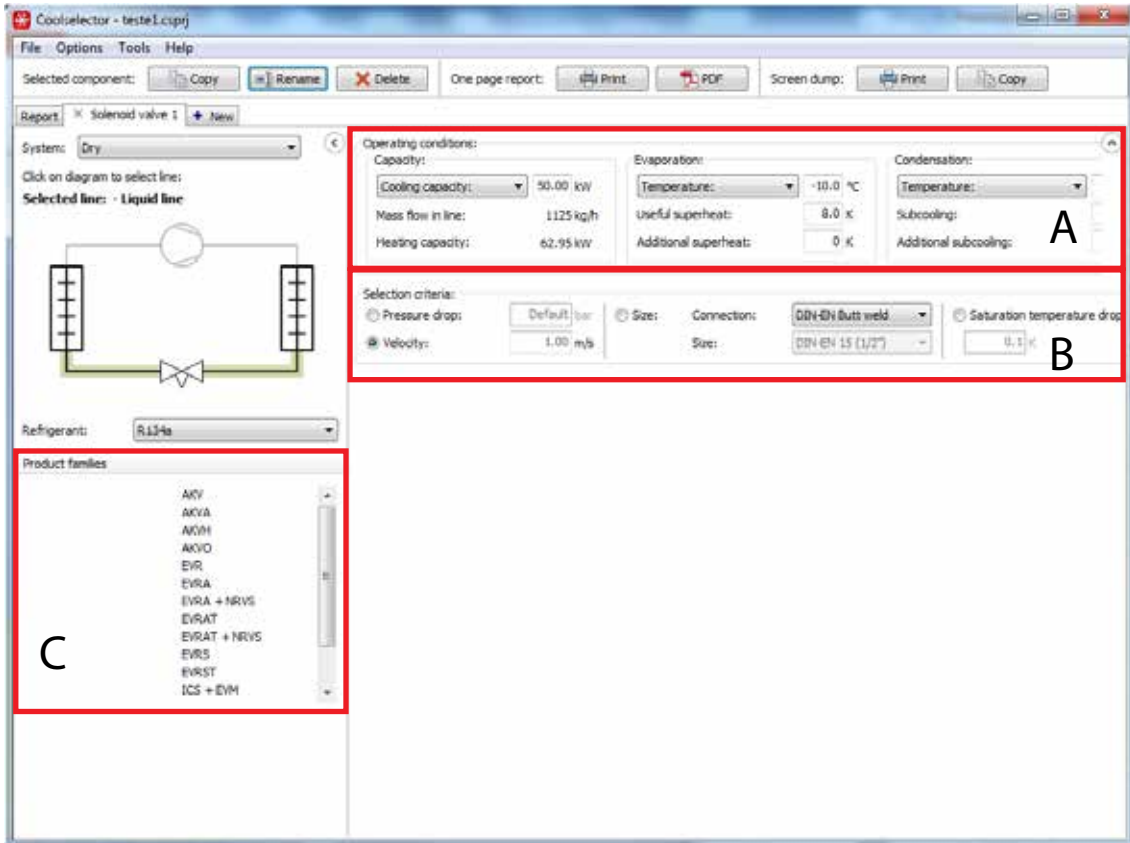 Coolselector - teste1.csprj
File Options Tools Help
Selected component: Copy Rename Delete One page report: Print PDF Screen dump: Print Copy
Report Solenoid valve 1 New
System: Dry
Click on diagram to select line:
Selected line: - Liquid line
Refrigerant: R134a
Product families
AKV
AKVA
AKVH
AKVO
EVR
EVRA
EVRA + NRVS
EVRAT
EVRAT + NRVS
EVRS
EVRST
ICS + EVM
C
Operating conditions:
Capacity: Evaporation: Condensation:
Cooling capacity: 50.00 kW Temperature: -10.0 °C Temperature:
Mass flow in line: 1125 kg/h Useful superheat: 8.0 K Subcooling:
Heating capacity: 62.95 kW Additional superheat: 0 K Additional subcooling:
A
Selection criteria:
Pressure drop: Default bar Size: Connection: DIN-EN Butt weld Saturation temperature drop
Velocity: 1.00 m/s Size: DIN-EN 15 (1/2") 0.1 K
B